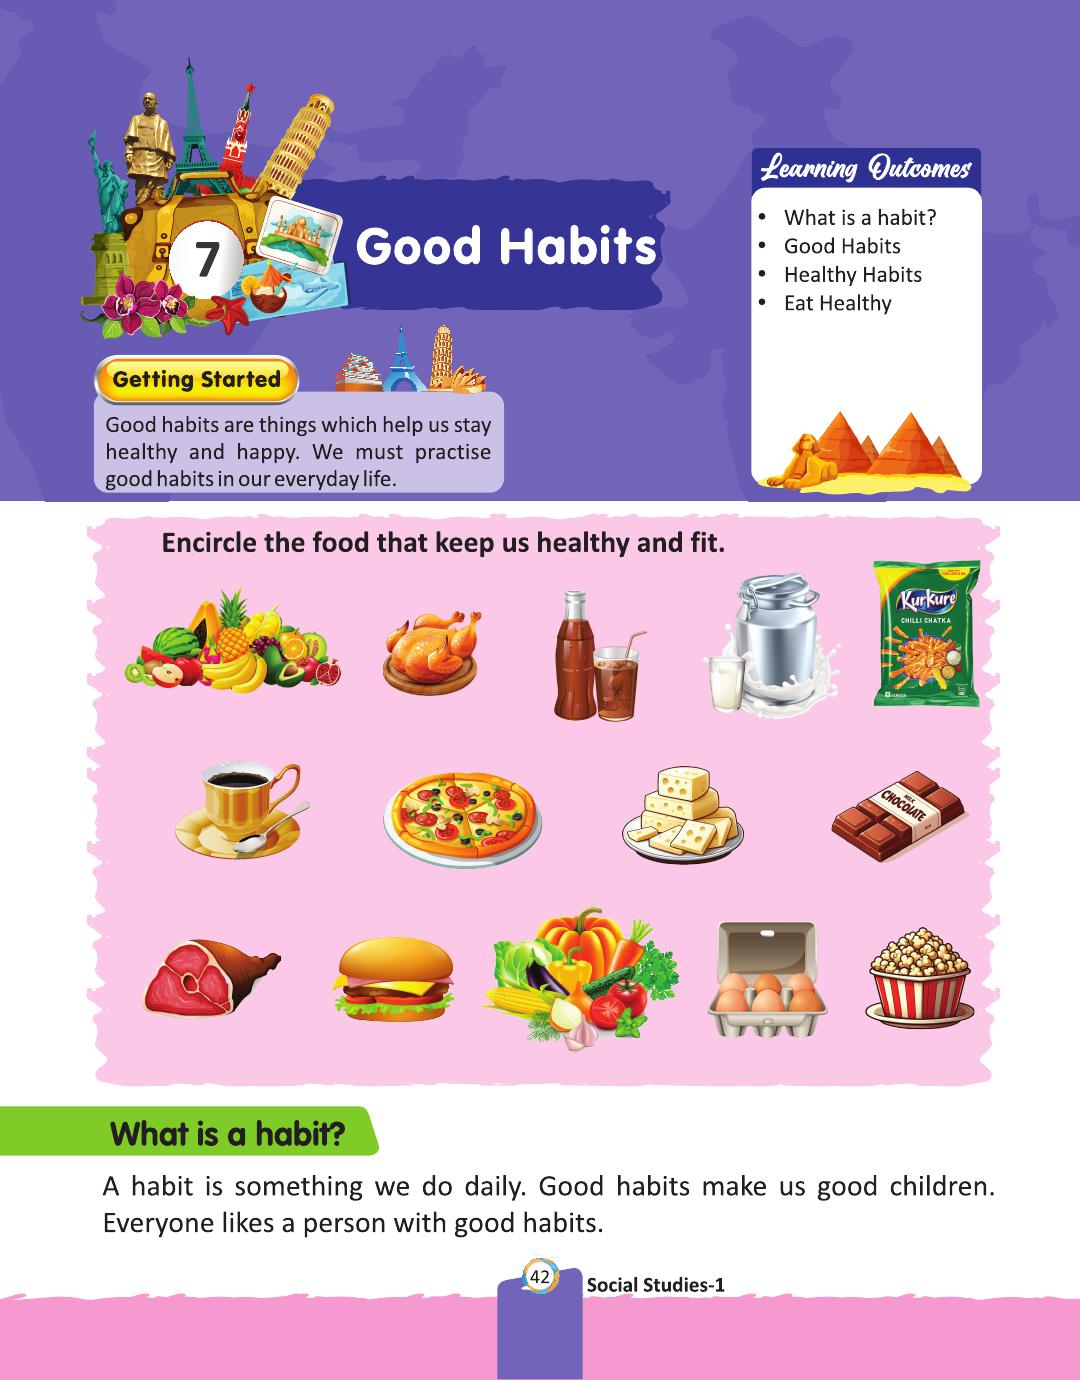 7
Good Habits
Learning Outcomes
• What is a habit?
• Good Habits
• Healthy Habits
• Eat Healthy
Getting Started
Good habits are things which help us stay
healthy and happy. We must practise
good habits in our everyday life.
Encircle the food that keep us healthy and fit.
Kurkure
CHILLI CHATKA
MILK
CHOCOLATE
What is a habit?
A habit is something we do daily. Good habits make us good children.
Everyone likes a person with good habits.
42
Social Studies-1